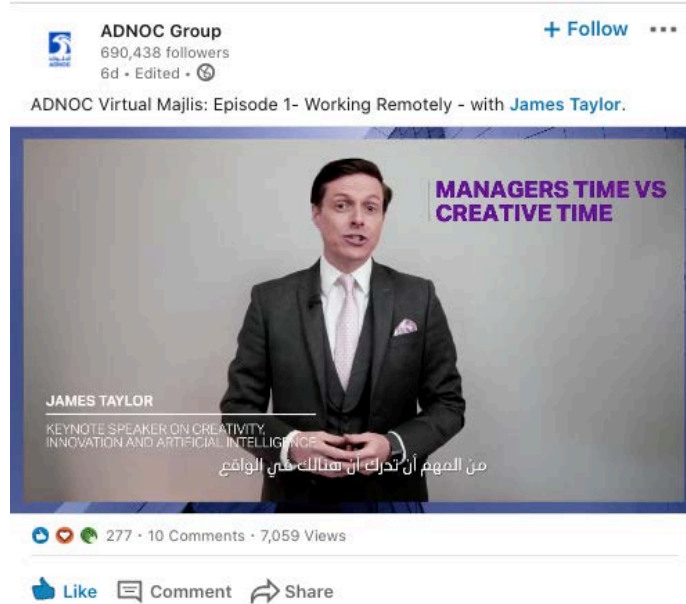 ADNOC Group
+ Follow
690,438 followers
6d • Edited •
ADNOC Virtual Majlis: Episode 1- Working Remotely - with James Taylor.
MANAGERS TIME VS
CREATIVE TIME
JAMES TAYLOR
KEYNOTE SPEAKER ON CREATIVITY,
INNOVATION AND ARTIFICIAL INTELLIGENCE
من المهم أن تدرك أن هنالك في الواقع
277 · 10 Comments · 7,059 Views
Like Comment Share